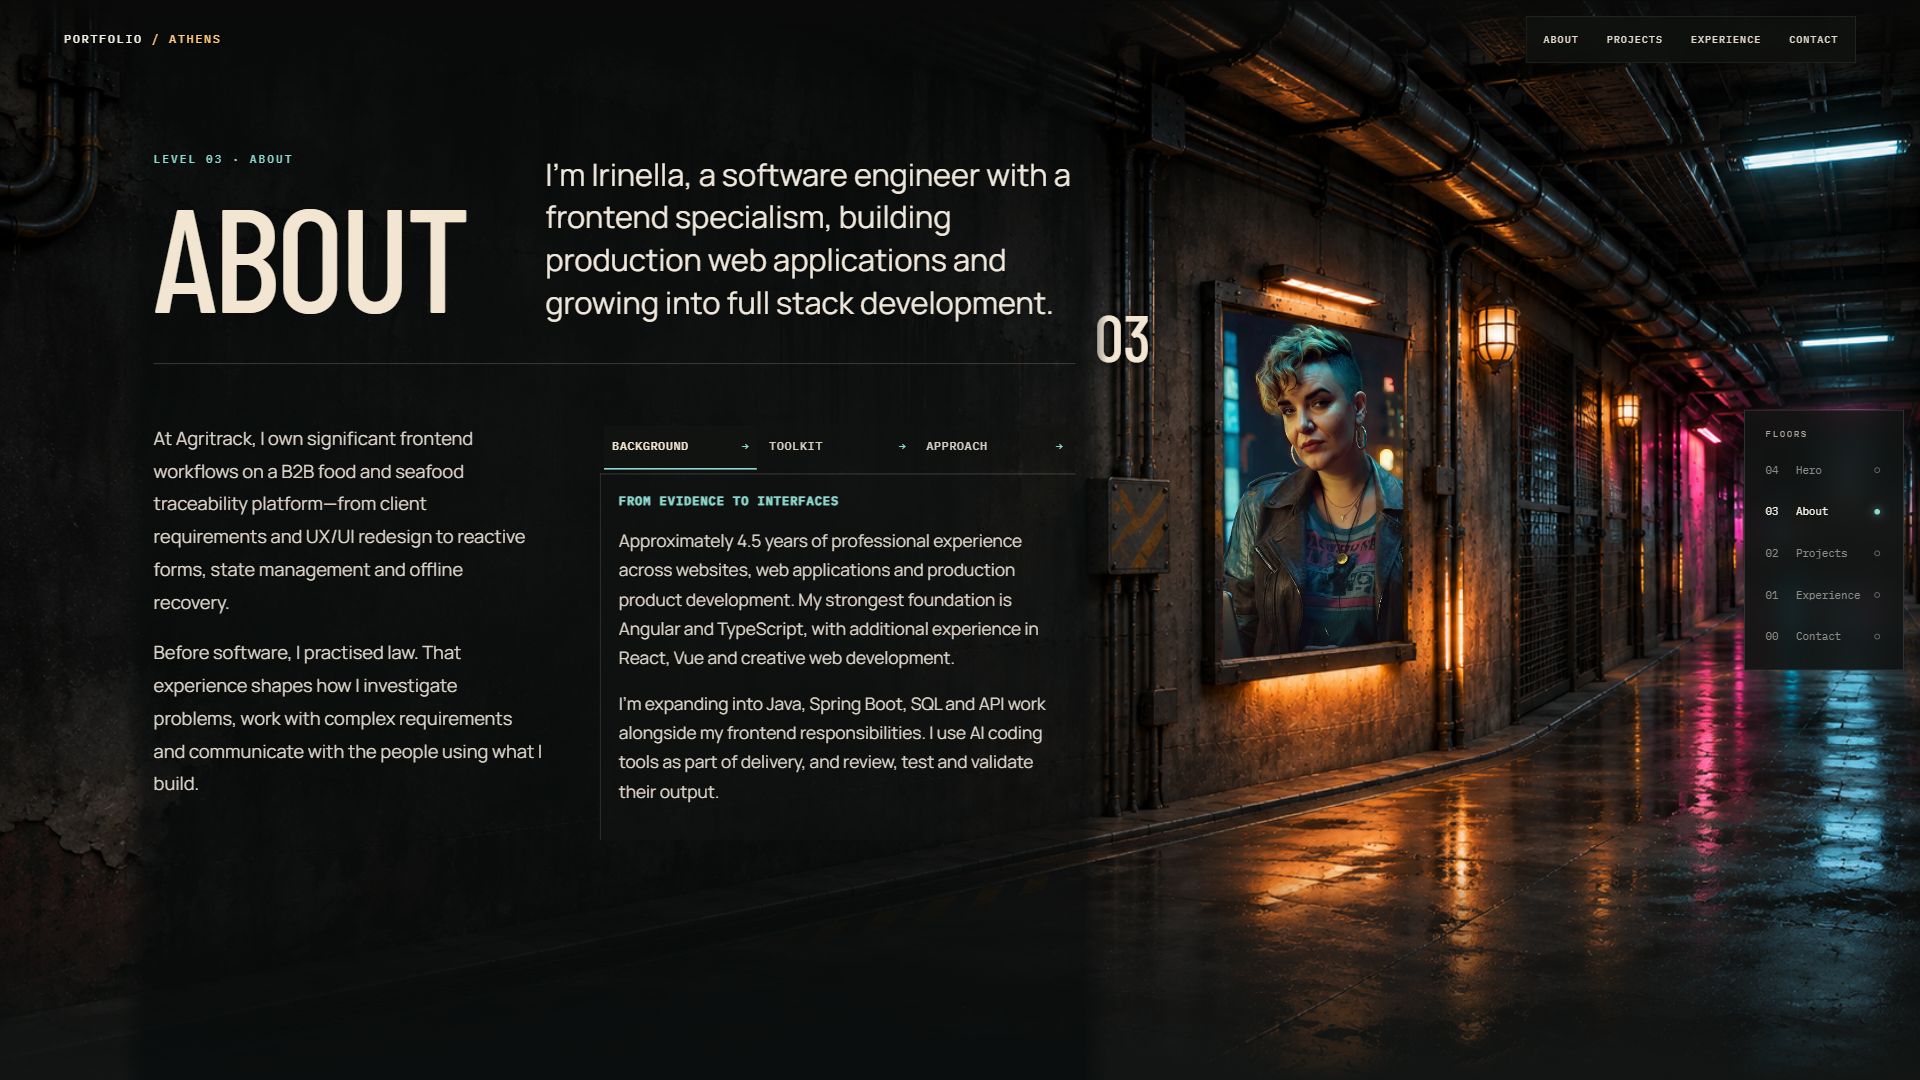 PORTFOLIO / ATHENS
ABOUT PROJECTS EXPERIENCE CONTACT
LEVEL 03 · ABOUT
ABOUT
I'm Irinella, a software engineer with a
frontend specialism, building
production web applications and
growing into full stack development.
03
At Agritrack, I own significant frontend
workflows on a B2B food and seafood
traceability platform—from client
requirements and UX/UI redesign to reactive
forms, state management and offline
recovery.
Before software, I practised law. That
experience shapes how I investigate
problems, work with complex requirements
and communicate with the people using what I
build.
BACKGROUND → TOOLKIT → APPROACH →
FROM EVIDENCE TO INTERFACES
Approximately 4.5 years of professional experience
across websites, web applications and production
product development. My strongest foundation is
Angular and TypeScript, with additional experience in
React, Vue and creative web development.
I'm expanding into Java, Spring Boot, SQL and API work
alongside my frontend responsibilities. I use AI coding
tools as part of delivery, and review, test and validate
their output.
FLOORS
04 Hero
03 About
02 Projects
01 Experience
00 Contact